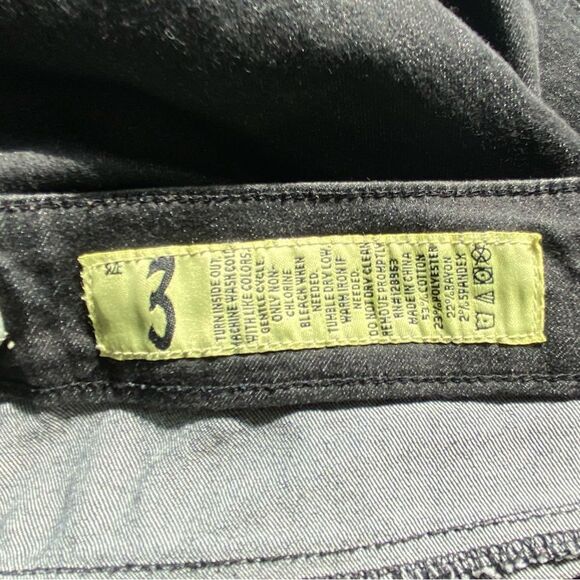 SIZE
3
TURN INSIDE OUT.
MACHINE WASH COLD
WITH LIKE COLORS.
GENTLE CYCLE.
ONLY NON-
CHLORINE
BLEACH WHEN
NEEDED.
TUMBLE DRY LOW.
WARM IRON IF
NEEDED.
DO NOT DRY CLEAN.
REMOVE PROMPTLY
RN#128963
MADE IN CHINA
53% COTTON
23% POLYESTER
22% RAYON
2% SPANDEX